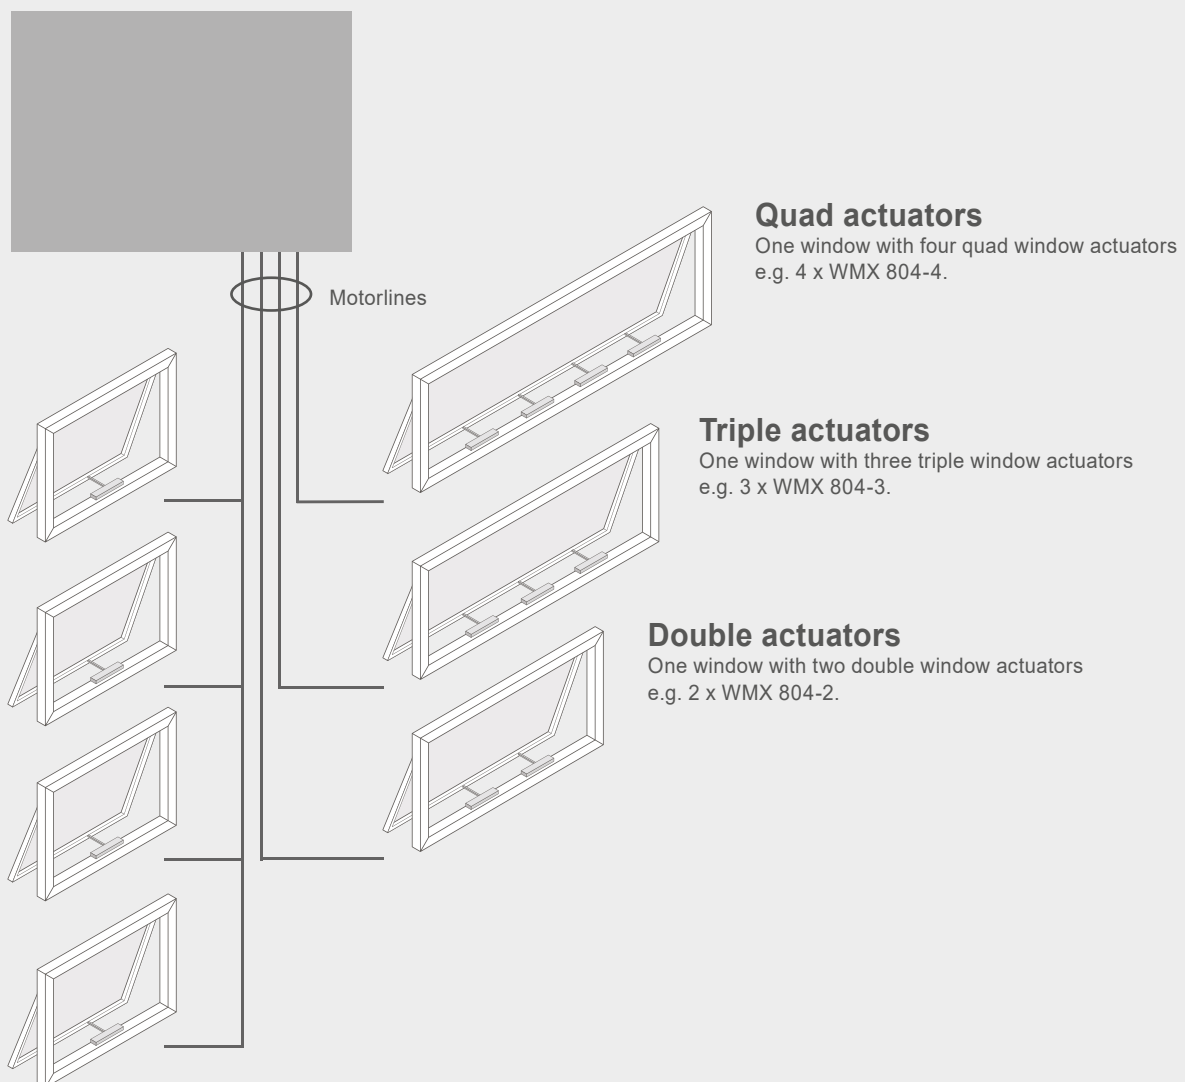 Motorlines
Quad actuators
One window with four quad window actuators
e.g. 4 x WMX 804-4.
Triple actuators
One window with three triple window actuators
e.g. 3 x WMX 804-3.
Double actuators
One window with two double window actuators
e.g. 2 x WMX 804-2.